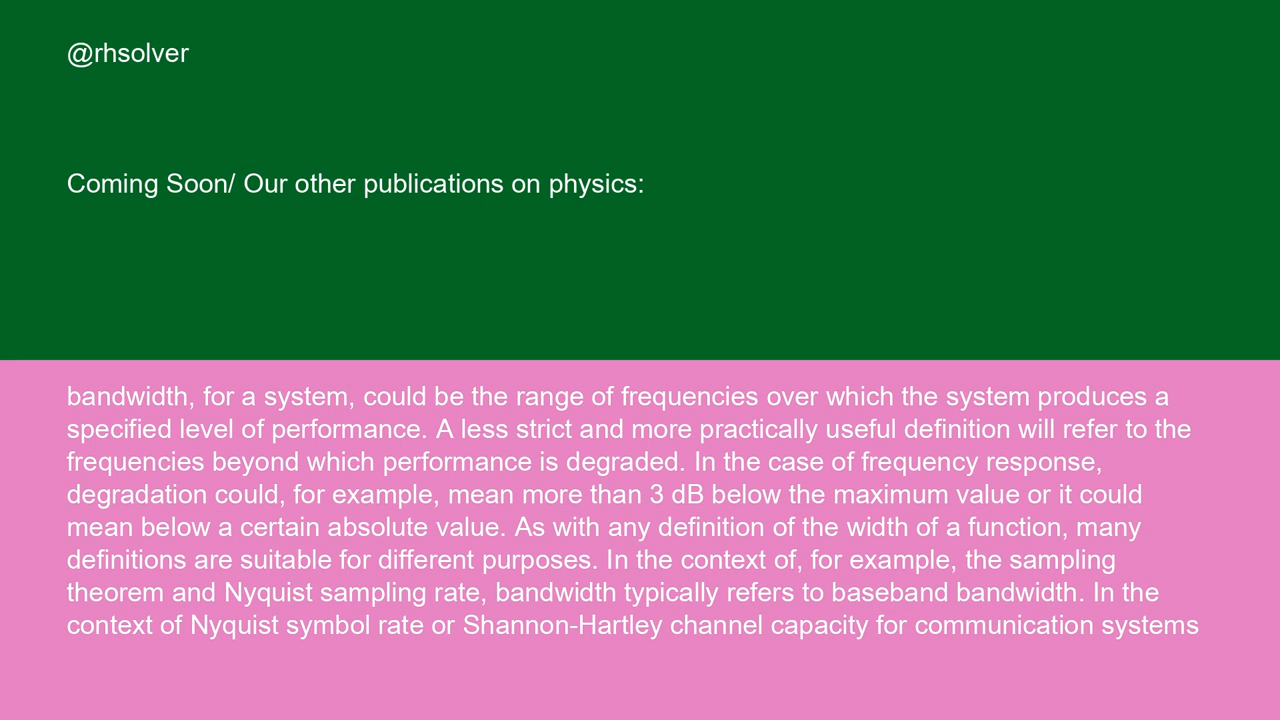 @rhsolver
Coming Soon/ Our other publications on physics:
bandwidth, for a system, could be the range of frequencies over which the system produces a
specified level of performance. A less strict and more practically useful definition will refer to the
frequencies beyond which performance is degraded. In the case of frequency response,
degradation could, for example, mean more than 3 dB below the maximum value or it could
mean below a certain absolute value. As with any definition of the width of a function, many
definitions are suitable for different purposes. In the context of, for example, the sampling
theorem and Nyquist sampling rate, bandwidth typically refers to baseband bandwidth. In the
context of Nyquist symbol rate or Shannon-Hartley channel capacity for communication systems